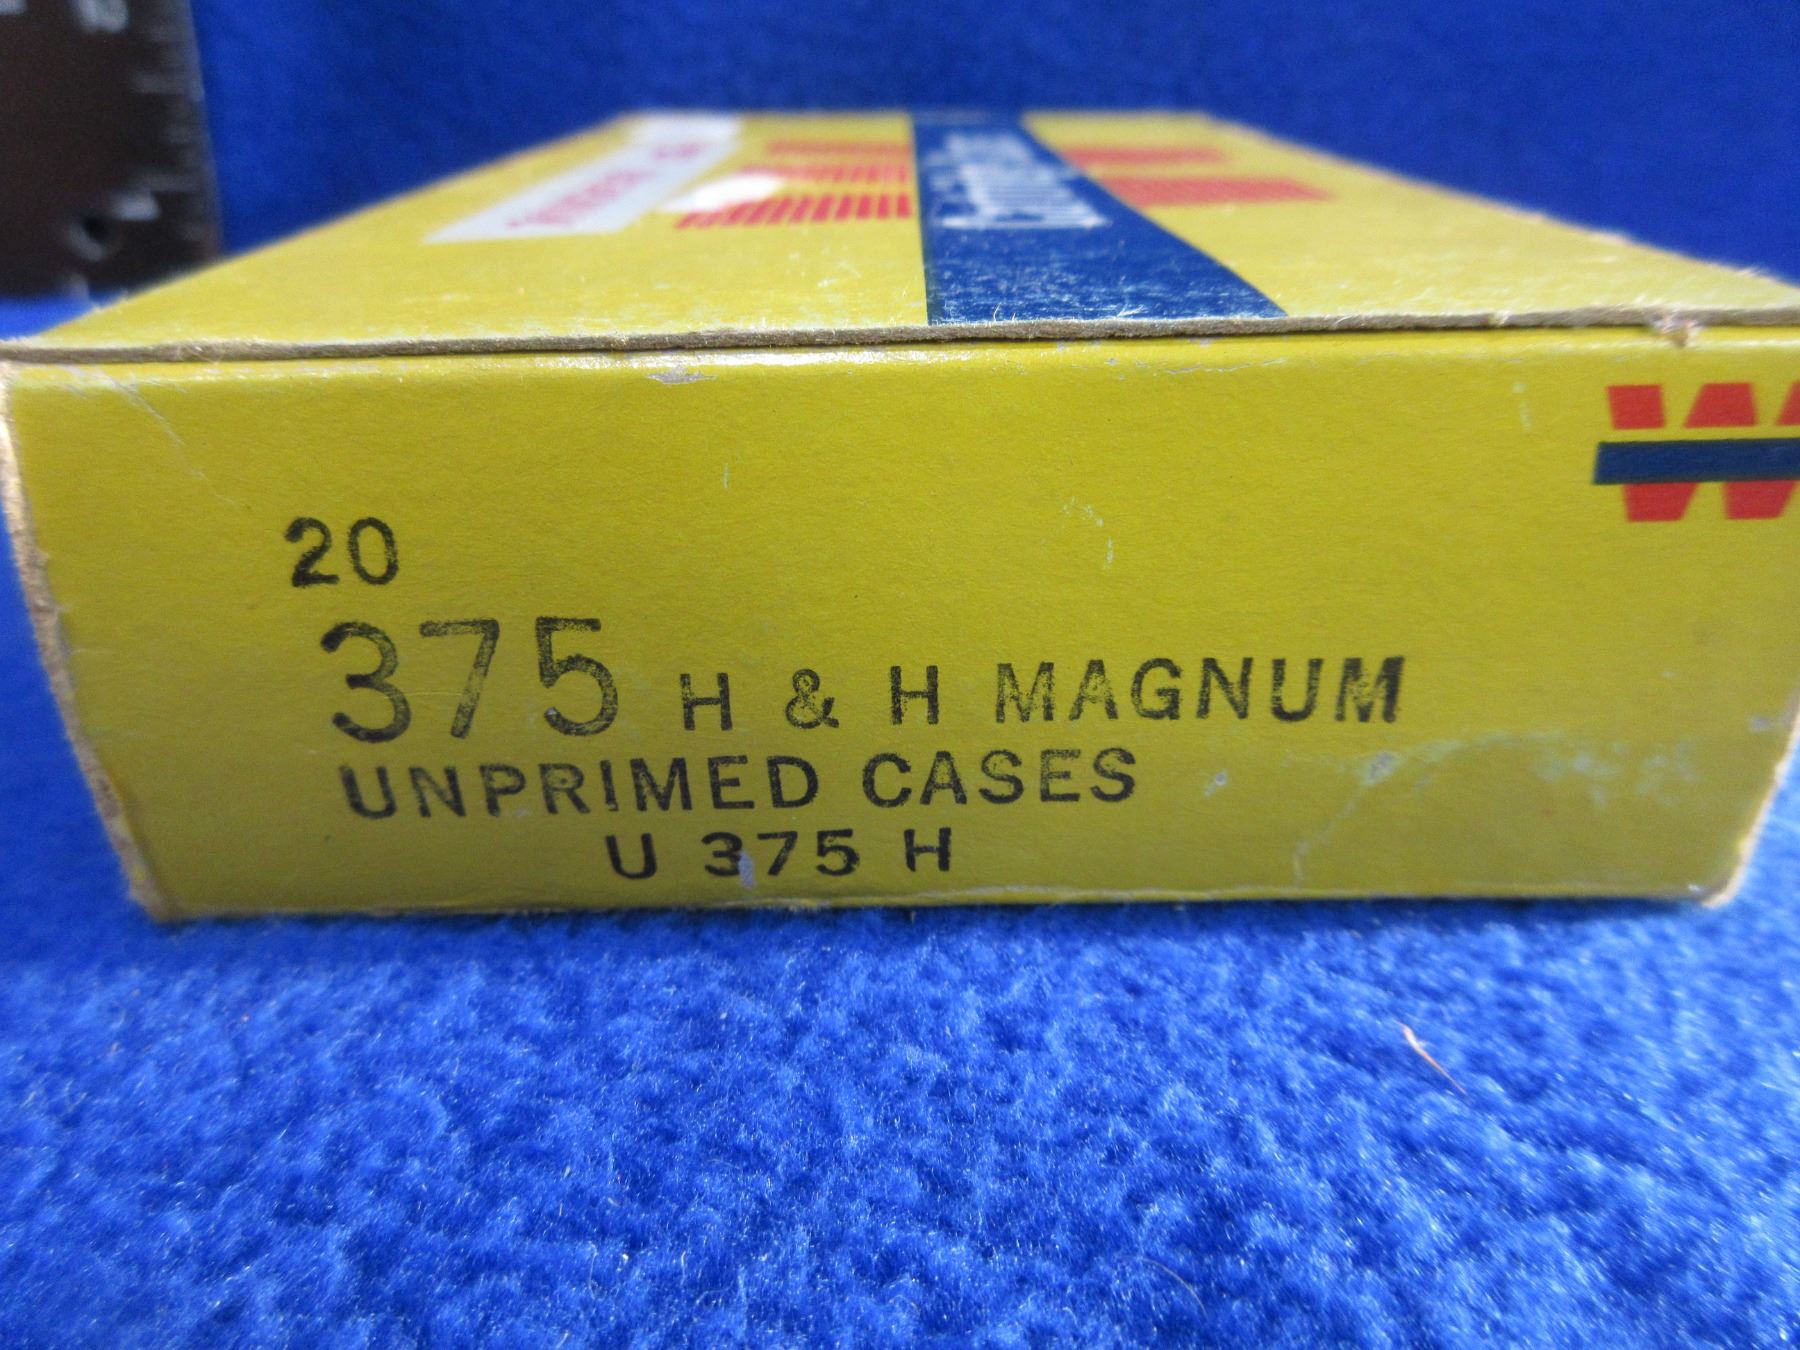 20
375 H & H MAGNUM
UNPRIMED CASES
U 375 H
W